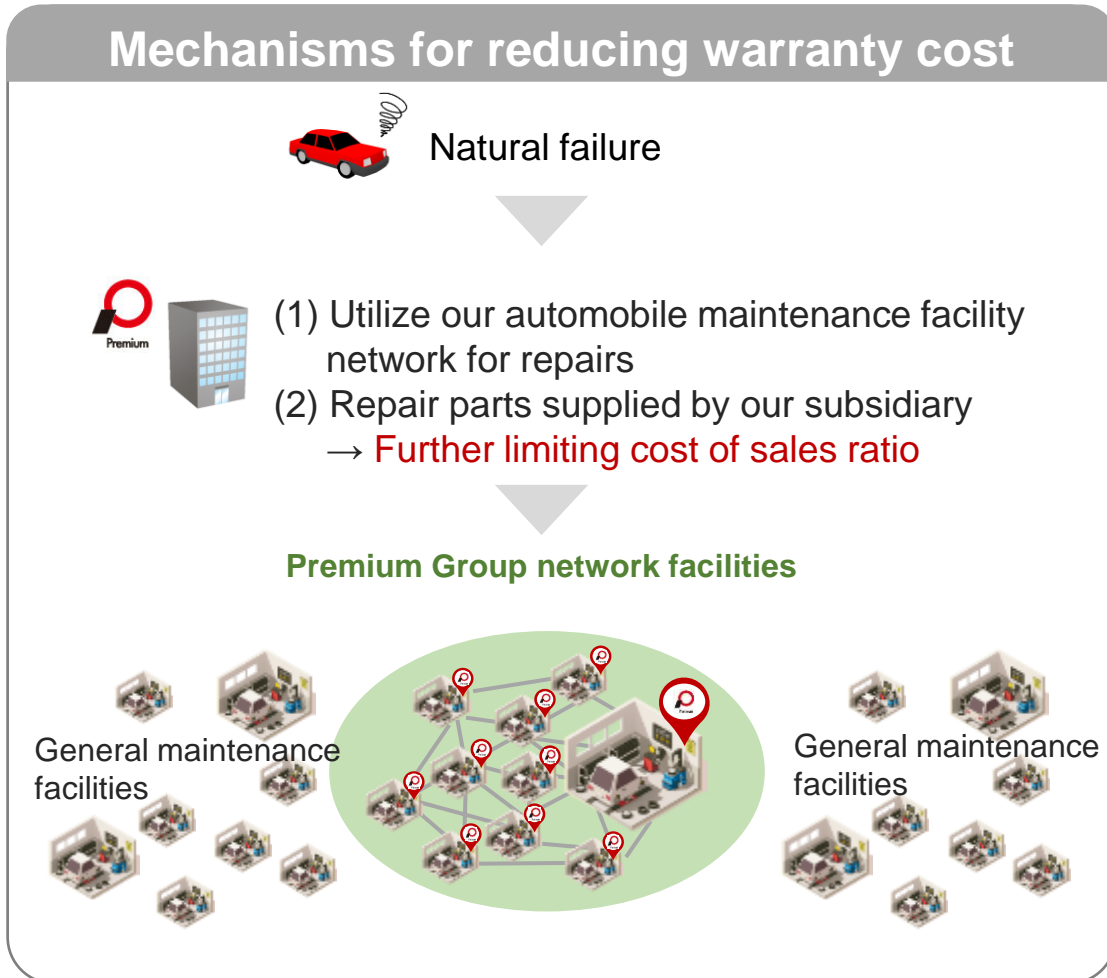 Mechanisms for reducing warranty cost
Natural failure
Premium
(1) Utilize our automobile maintenance facility
network for repairs
(2) Repair parts supplied by our subsidiary
→ Further limiting cost of sales ratio
Premium Group network facilities
Premium
General maintenance
facilities
General maintenance
facilities